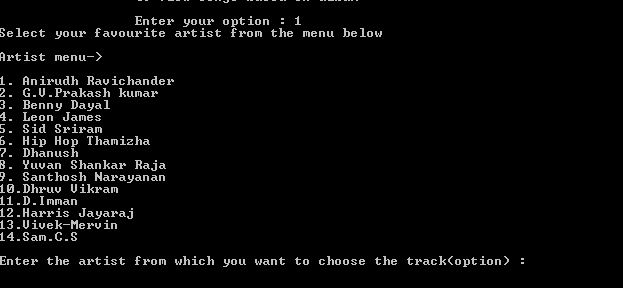 Enter your option : 1
Select your favourite artist from the menu below
Artist menu->
1. Anirudh Ravichander
2. G.V.Prakash kumar
3. Benny Dayal
4. Leon James
5. Sid Sriram
6. Hip Hop Thamizha
7. Dhanush
8. Yuvan Shankar Raja
9. Santhosh Narayanan
10.Dhruv Vikram
11.D.Imman
12.Harris Jayaraj
13.Vivek-Mervin
14.Sam.C.S
Enter the artist from which you want to choose the track(option) :